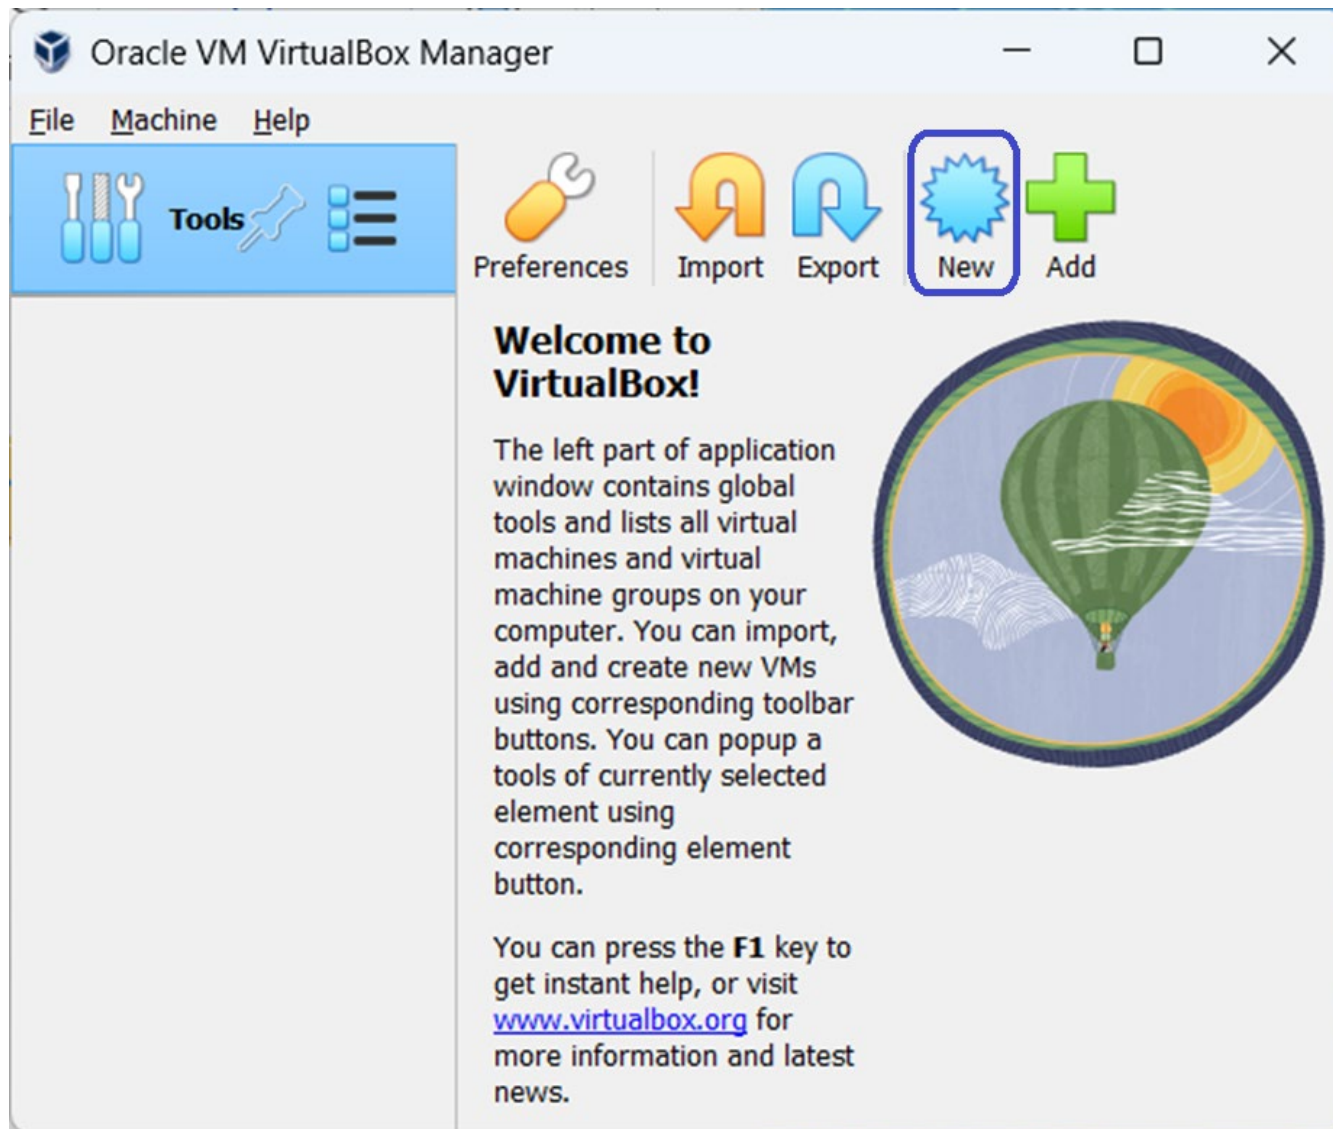 Oracle VM VirtualBox Manager
File Machine Help
Tools
Preferences Import Export New Add
Welcome to
VirtualBox!
The left part of application
window contains global
tools and lists all virtual
machines and virtual
machine groups on your
computer. You can import,
add and create new VMs
using corresponding toolbar
buttons. You can popup a
tools of currently selected
element using
corresponding element
button.
You can press the F1 key to
get instant help, or visit
www.virtualbox.org for
more information and latest
news.